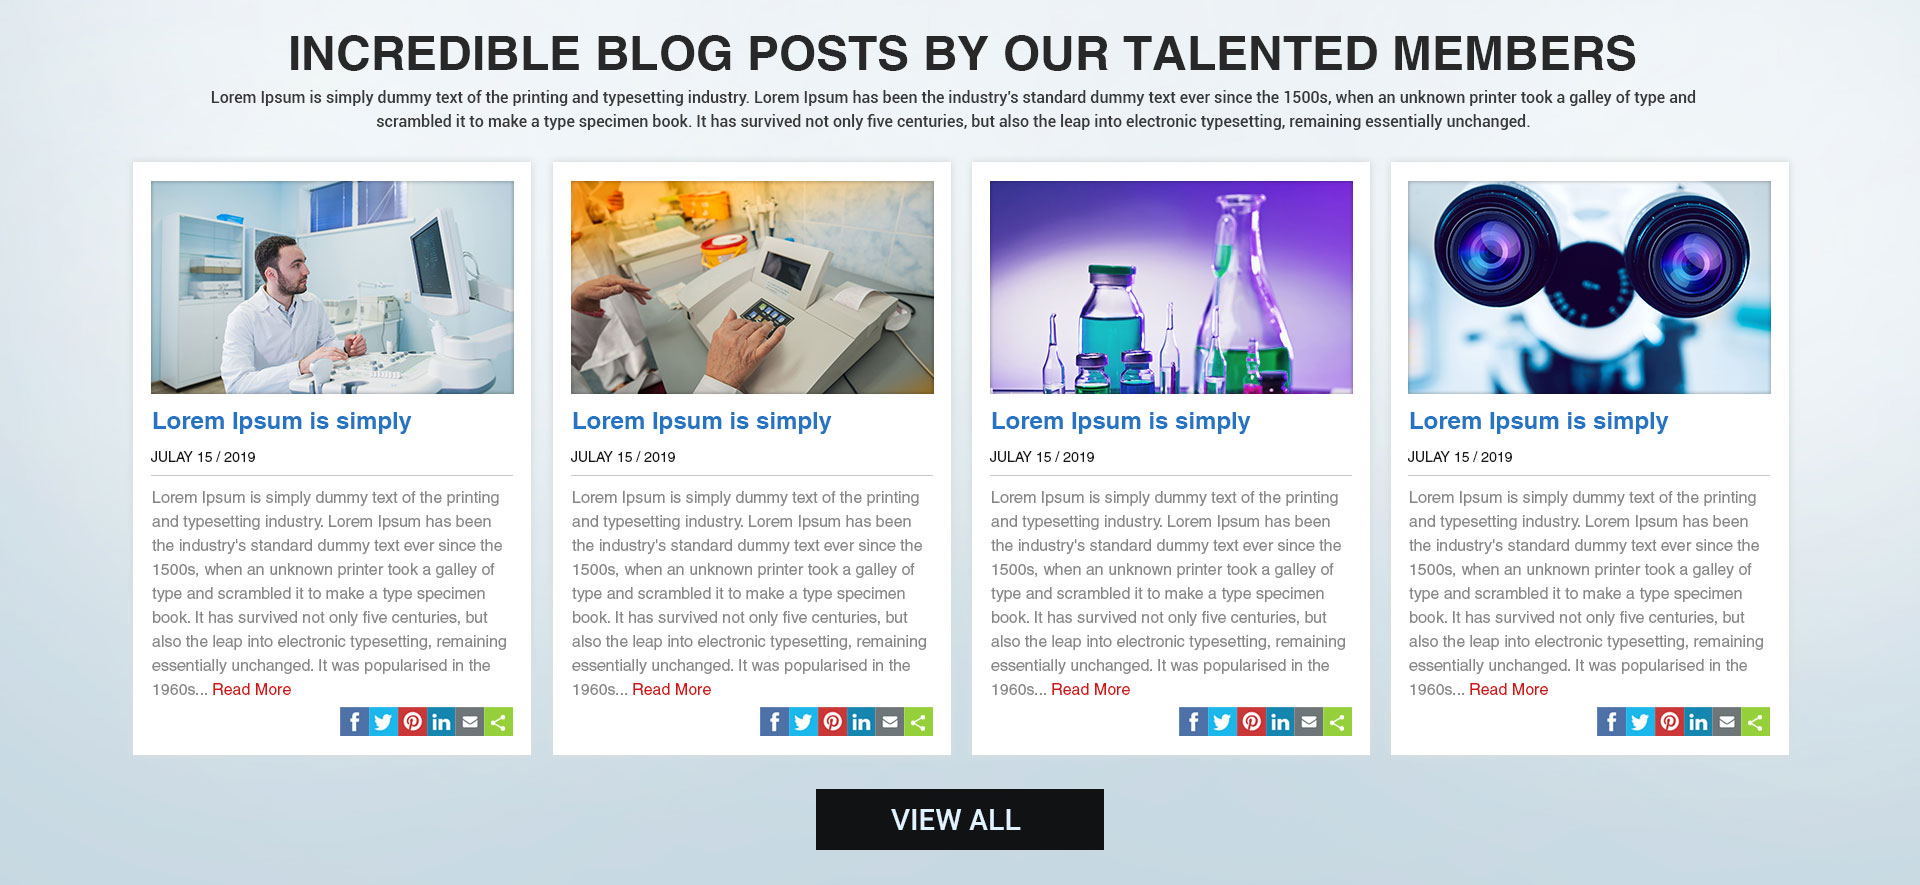 INCREDIBLE BLOG POSTS BY OUR TALENTED MEMBERS
Lorem Ipsum is simply dummy text of the printing and typesetting industry. Lorem Ipsum has been the industry's standard dummy text ever since the 1500s, when an unknown printer took a galley of type and
scrambled it to make a type specimen book. It has survived not only five centuries, but also the leap into electronic typesetting, remaining essentially unchanged.
Lorem Ipsum is simply
JULAY 15 / 2019
Lorem Ipsum is simply dummy text of the printing
and typesetting industry. Lorem Ipsum has been
the industry's standard dummy text ever since the
1500s, when an unknown printer took a galley of
type and scrambled it to make a type specimen
book. It has survived not only five centuries, but
also the leap into electronic typesetting, remaining
essentially unchanged. It was popularised in the
1960s... Read More
Lorem Ipsum is simply
JULAY 15 / 2019
Lorem Ipsum is simply dummy text of the printing
and typesetting industry. Lorem Ipsum has been
the industry's standard dummy text ever since the
1500s, when an unknown printer took a galley of
type and scrambled it to make a type specimen
book. It has survived not only five centuries, but
also the leap into electronic typesetting, remaining
essentially unchanged. It was popularised in the
1960s... Read More
Lorem Ipsum is simply
JULAY 15 / 2019
Lorem Ipsum is simply dummy text of the printing
and typesetting industry. Lorem Ipsum has been
the industry's standard dummy text ever since the
1500s, when an unknown printer took a galley of
type and scrambled it to make a type specimen
book. It has survived not only five centuries, but
also the leap into electronic typesetting, remaining
essentially unchanged. It was popularised in the
1960s... Read More
Lorem Ipsum is simply
JULAY 15 / 2019
Lorem Ipsum is simply dummy text of the printing
and typesetting industry. Lorem Ipsum has been
the industry's standard dummy text ever since the
1500s, when an unknown printer took a galley of
type and scrambled it to make a type specimen
book. It has survived not only five centuries, but
also the leap into electronic typesetting, remaining
essentially unchanged. It was popularised in the
1960s... Read More
VIEW ALL